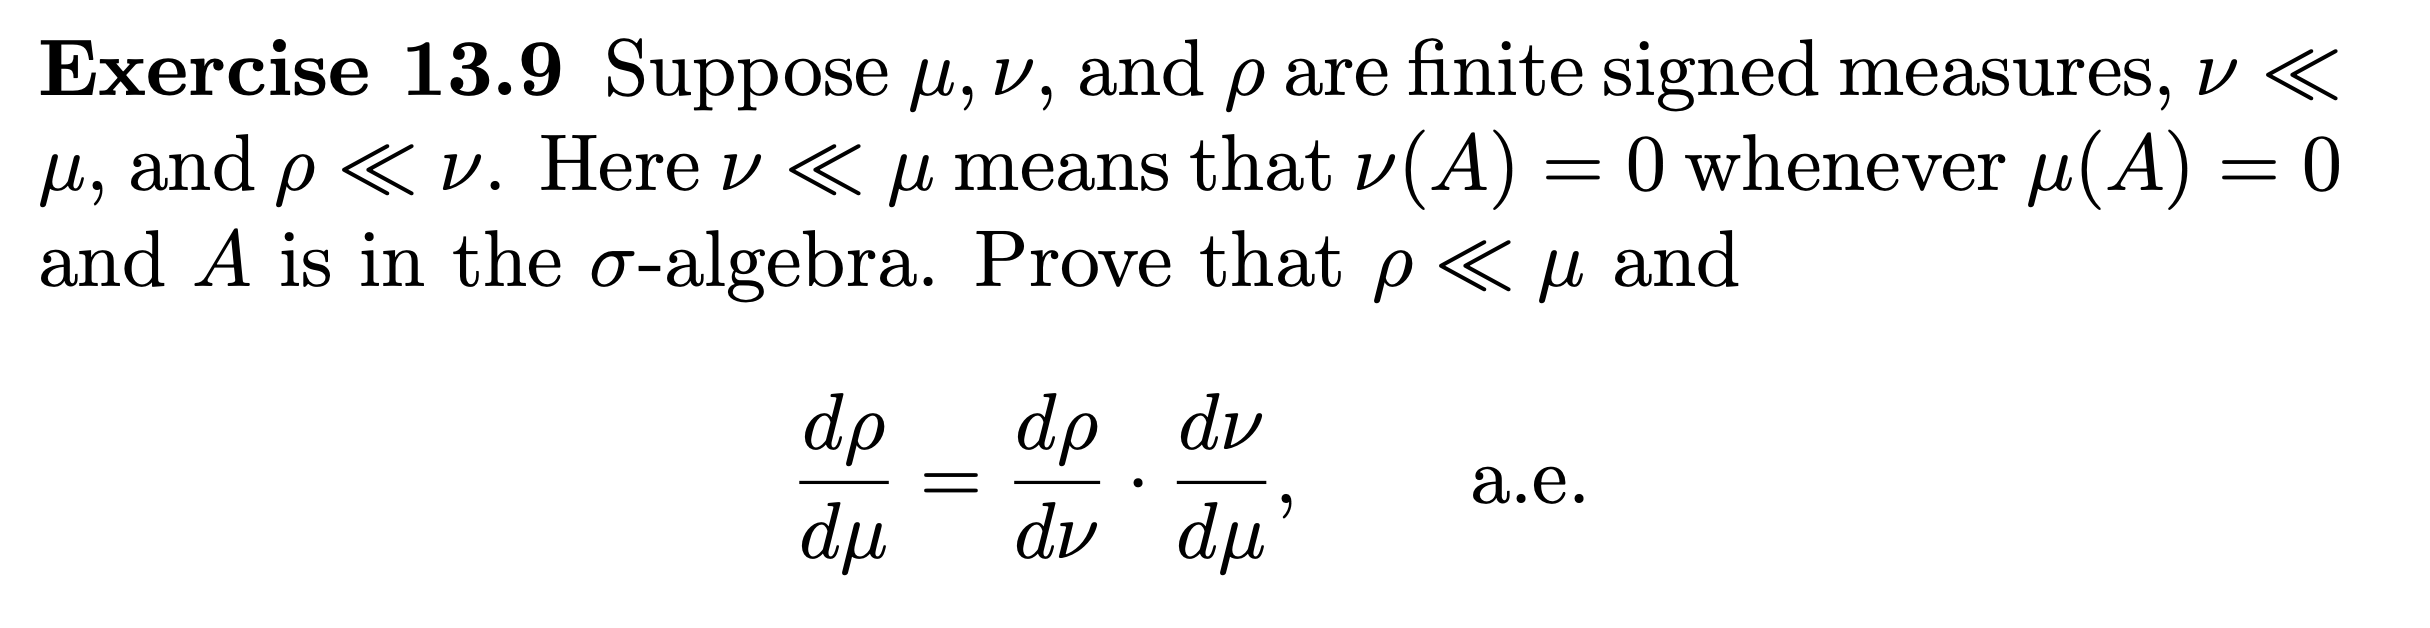 Exercise 13.9 Suppose μ, ν, and ρ are finite signed measures, ν ≪
μ, and ρ ≪ ν. Here ν ≪ μ means that ν(A) = 0 whenever μ(A) = 0
and A is in the σ-algebra. Prove that ρ ≪ μ and
dρ/dμ = dρ/dν · dν/dμ, a.e.